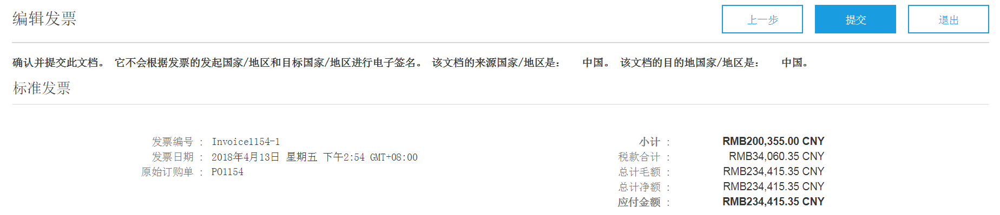 编辑发票
上一步
提交
退出
确认并提交此文档。 它不会根据发票的发起国家/地区和目标国家/地区进行电子签名。 该文档的来源国家/地区是： 中国。 该文档的目的地国家/地区是： 中国。
标准发票
发票编号 : Invoice1154-1
发票日期 : 2018年4月13日 星期五 下午2:54 GMT+08:00
原始订购单 : PO1154
小计 : RMB200,355.00 CNY
税款合计 : RMB34,060.35 CNY
总计毛额 : RMB234,415.35 CNY
总计净额 : RMB234,415.35 CNY
应付金额 : RMB234,415.35 CNY